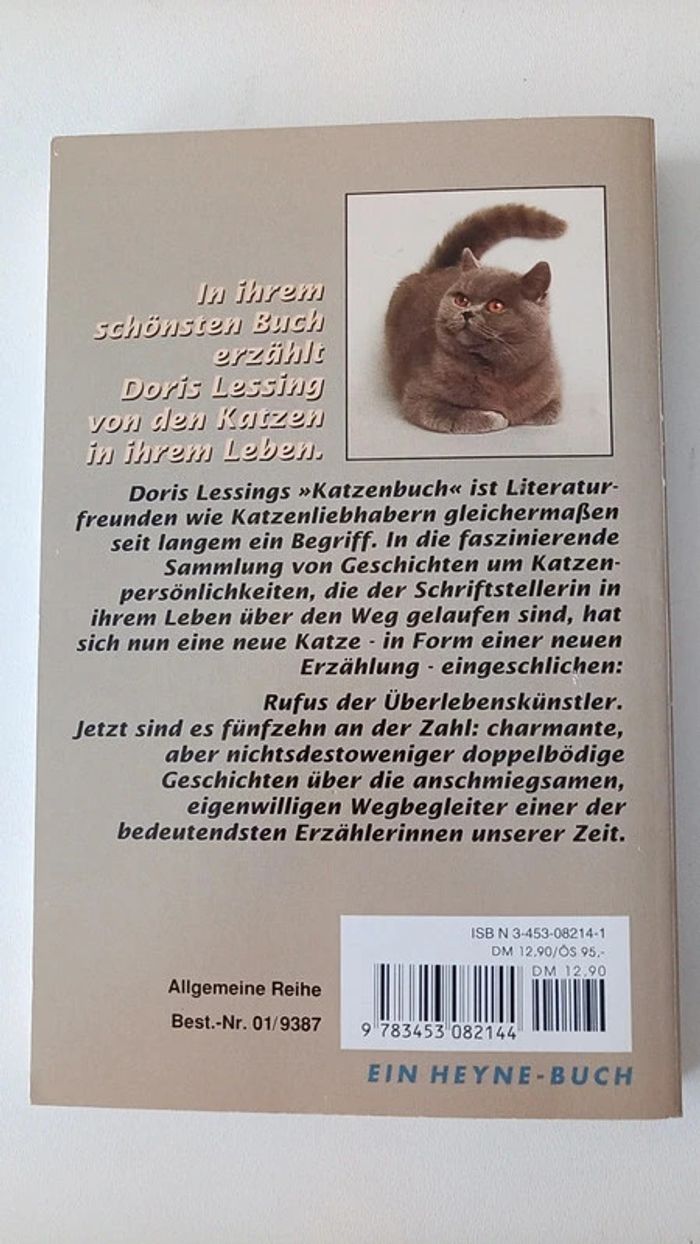 In ihrem
schönsten Buch
erzählt
Doris Lessing
von den Katzen
in ihrem Leben.
Doris Lessings »Katzenbuch« ist Literatur-
freunden wie Katzenliebhabern gleichermaßen
seit langem ein Begriff. In die faszinierende
Sammlung von Geschichten um Katzen-
persönlichkeiten, die der Schriftstellerin in
ihrem Leben über den Weg gelaufen sind, hat
sich nun eine neue Katze - in Form einer neuen
Erzählung - eingeschlichen:
Rufus der Überlebenskünstler.
Jetzt sind es fünfzehn an der Zahl: charmante,
aber nichtsdestoweniger doppelbödige
Geschichten über die anschmiegsamen,
eigenwilligen Wegbegleiter einer der
bedeutendsten Erzählerinnen unserer Zeit.
ISB N 3-453-08214-1
DM 12,90/ÖS 95,-
DM 12,90
9 783453 082144
Allgemeine Reihe
Best.-Nr. 01/9387
EIN HEYNE-BUCH